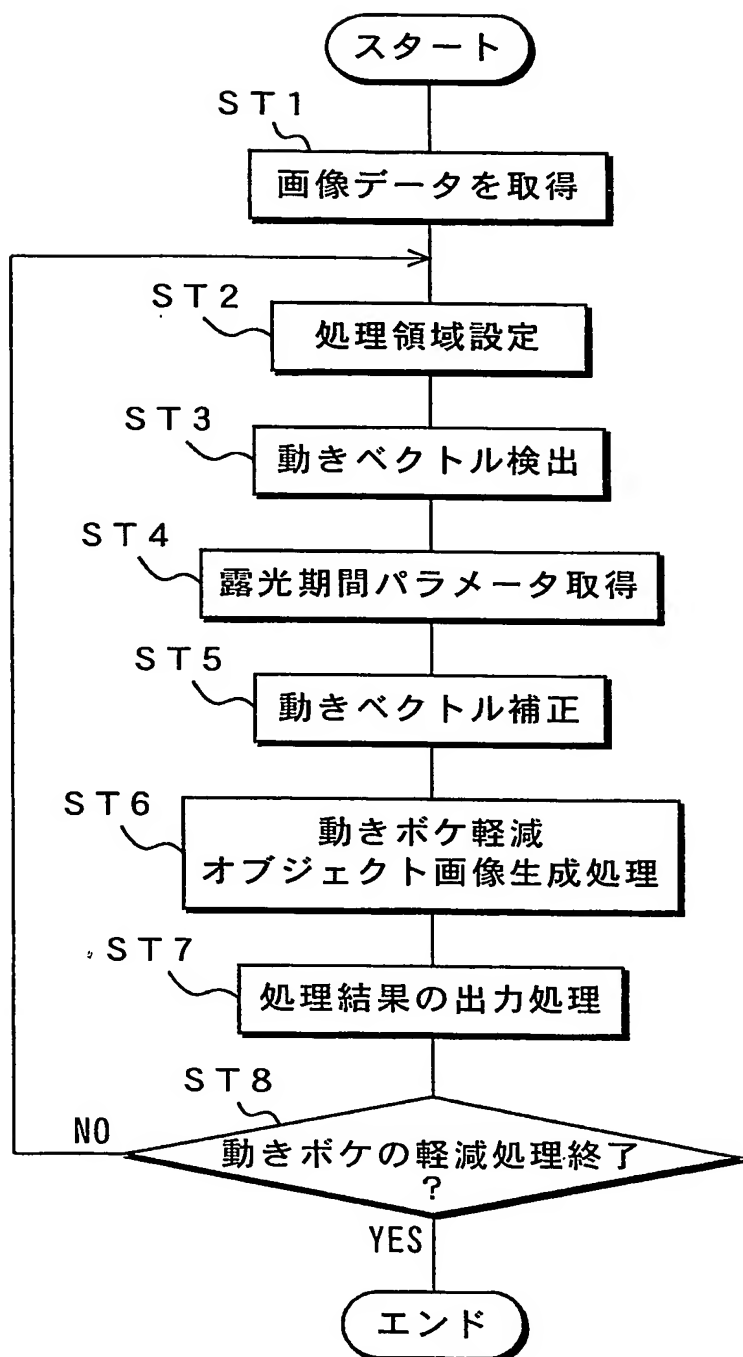 スタート
ST1
画像データを取得
ST2
処理領域設定
ST3
動きベクトル検出
ST4
露光期間パラメータ取得
ST5
動きベクトル補正
ST6
動きボケ軽減
オブジェクト画像生成処理
ST7
処理結果の出力処理
ST8
NO
動きボケの軽減処理終了
?
YES
エンド